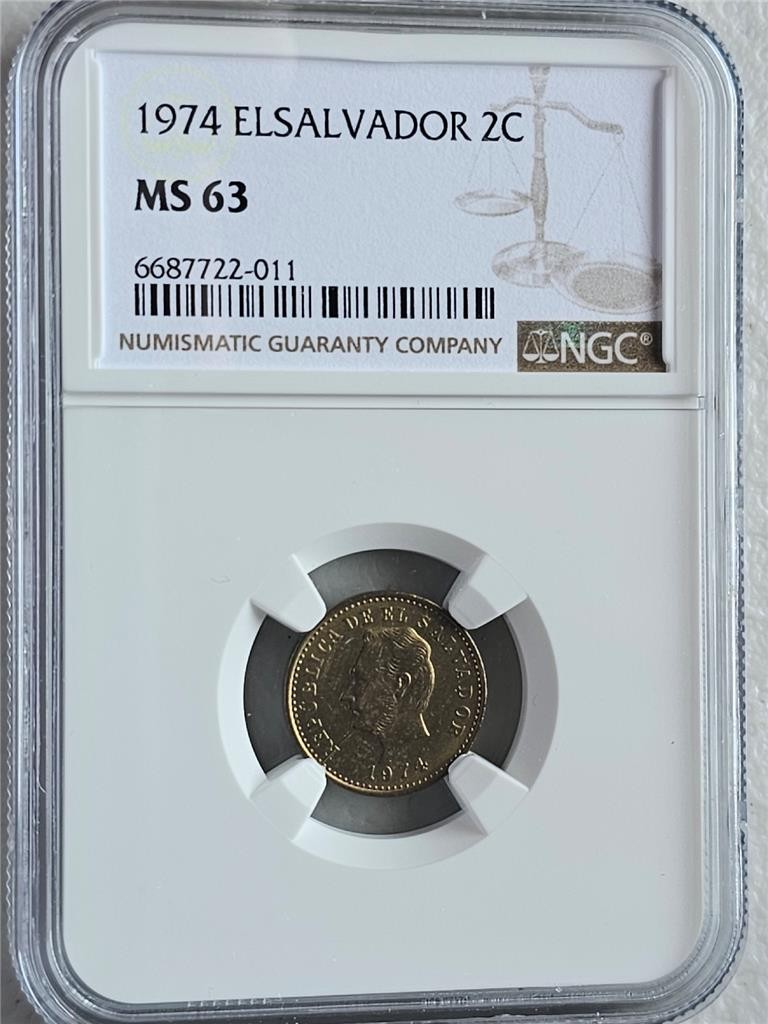 1974 ELSALVADOR 2C
MS 63
6687722-011
NUMISMATIC GUARANTY COMPANY
NGC®
REPUBLICA DE EL SALVADOR
1974